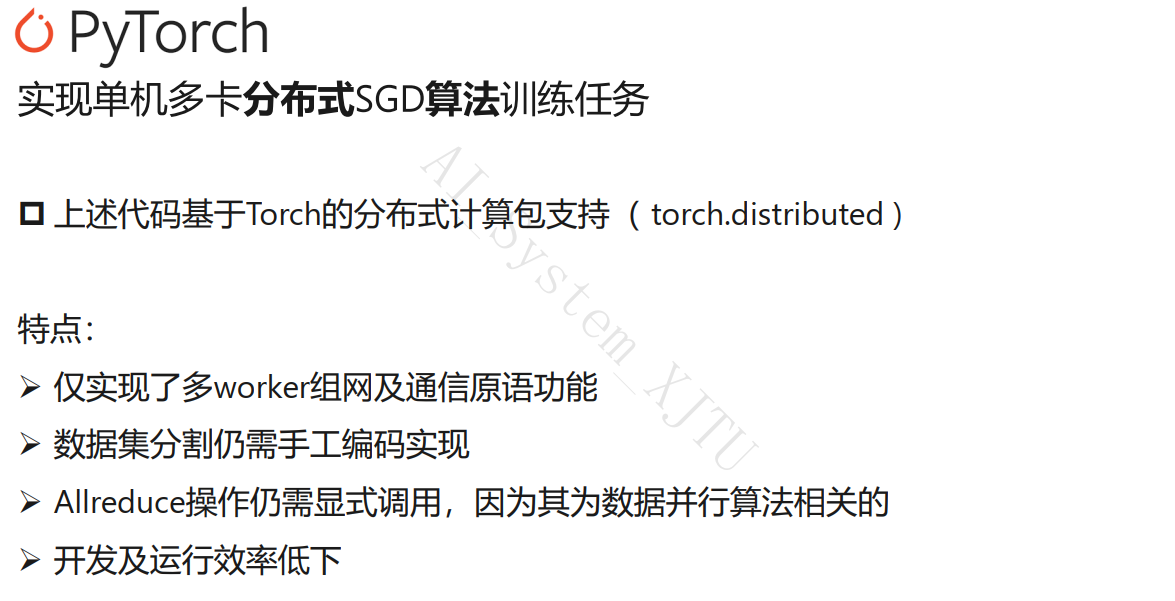 PyTorch
实现单机多卡分布式SGD算法训练任务
上述代码基于Torch的分布式计算包支持（torch.distributed）
特点：
仅实现了多worker组网及通信原语功能
数据集分割仍需手工编码实现
Allreduce操作仍需显式调用，因为其为数据并行算法相关的
开发及运行效率低下
AI_System_XJTU